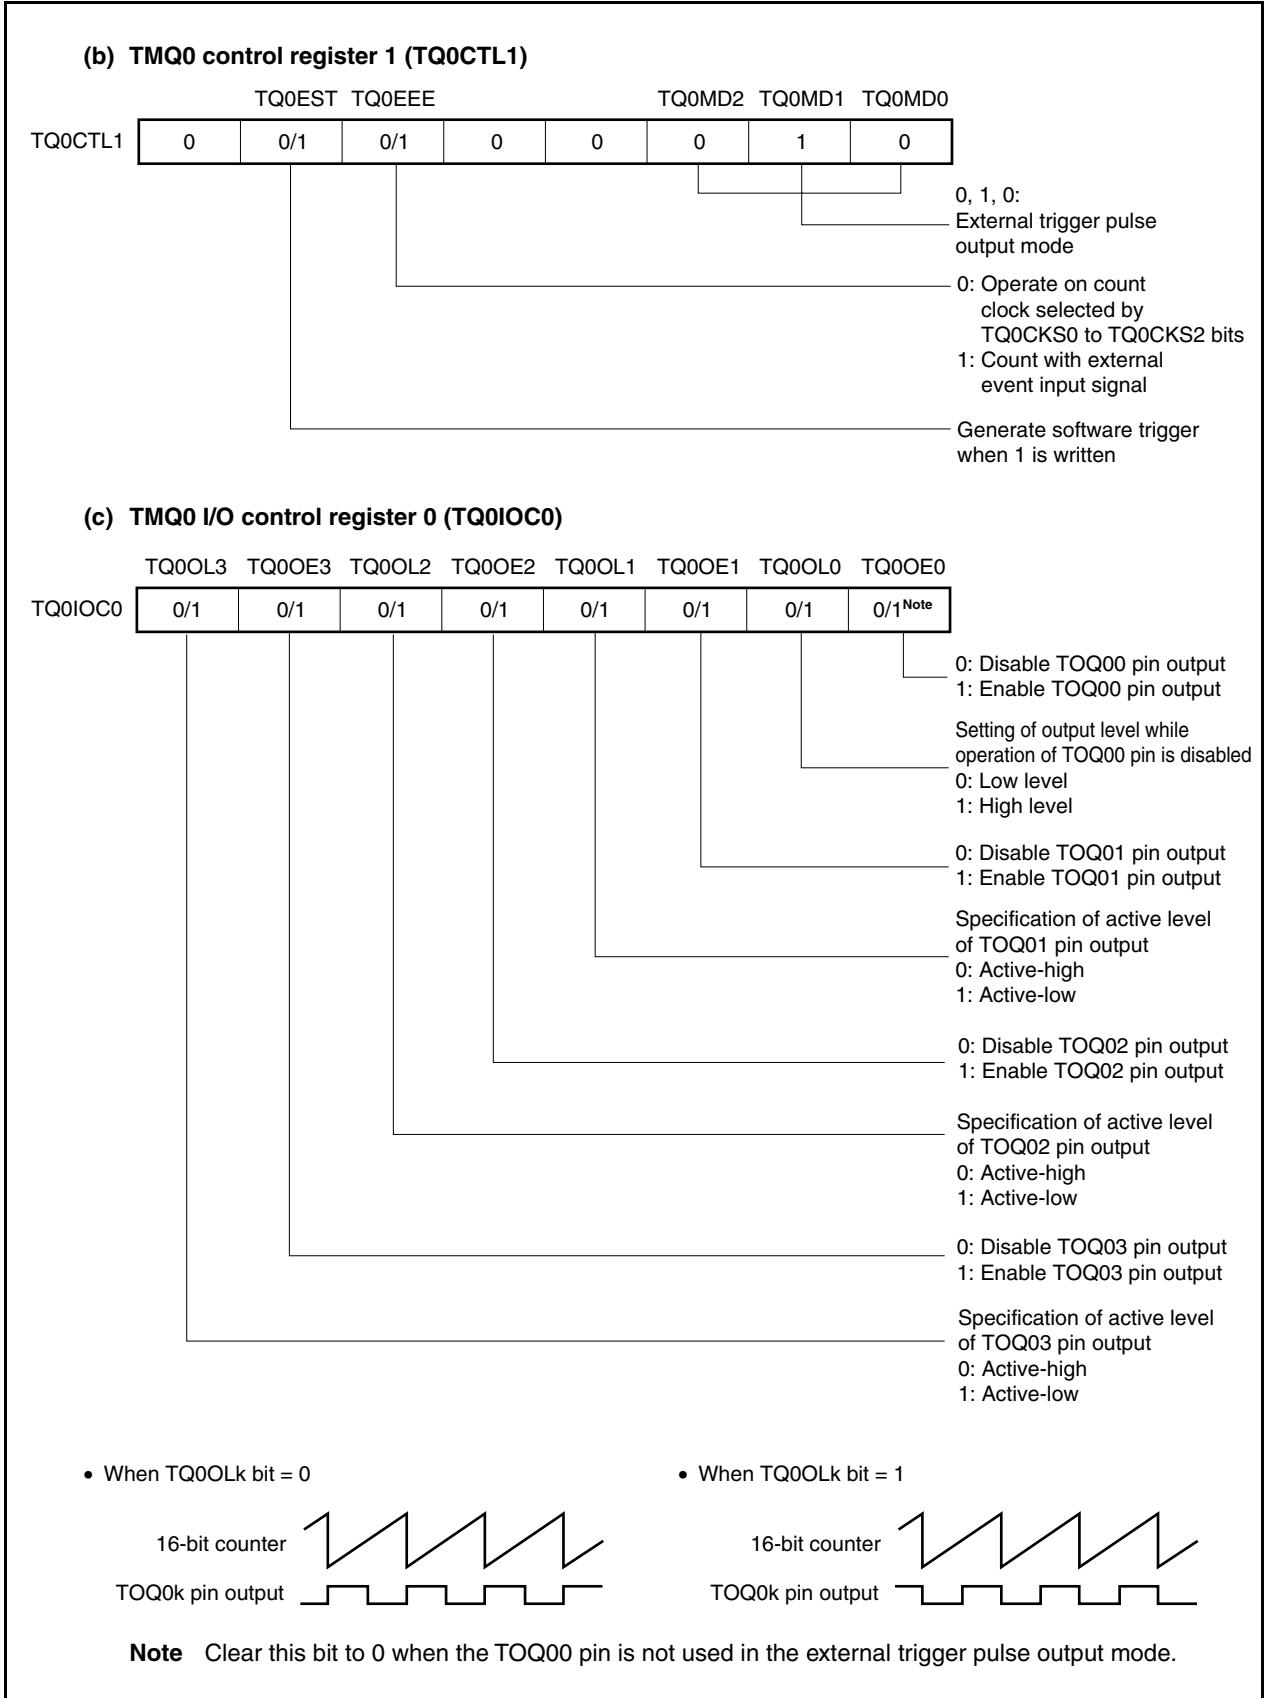 (b) TMQ0 control register 1 (TQ0CTL1)
TQ0EST TQ0EEE TQ0MD2 TQ0MD1 TQ0MD0
TQ0CTL1 0 0/1 0/1 0 0 0 1 0
0, 1, 0:
External trigger pulse
output mode
0: Operate on count
clock selected by
TQ0CKS0 to TQ0CKS2 bits
1: Count with external
event input signal
Generate software trigger
when 1 is written
(c) TMQ0 I/O control register 0 (TQ0IOC0)
TQ0OL3 TQ0OE3 TQ0OL2 TQ0OE2 TQ0OL1 TQ0OE1 TQ0OL0 TQ0OE0
TQ0IOC0 0/1 0/1 0/1 0/1 0/1 0/1 0/1 0/1Note
0: Disable TOQ00 pin output
1: Enable TOQ00 pin output
Setting of output level while
operation of TOQ00 pin is disabled
0: Low level
1: High level
0: Disable TOQ01 pin output
1: Enable TOQ01 pin output
Specification of active level
of TOQ01 pin output
0: Active-high
1: Active-low
0: Disable TOQ02 pin output
1: Enable TOQ02 pin output
Specification of active level
of TOQ02 pin output
0: Active-high
1: Active-low
0: Disable TOQ03 pin output
1: Enable TOQ03 pin output
Specification of active level
of TOQ03 pin output
0: Active-high
1: Active-low
• When TQ0OLk bit = 0
16-bit counter
TOQ0k pin output
• When TQ0OLk bit = 1
16-bit counter
TOQ0k pin output
Note Clear this bit to 0 when the TOQ00 pin is not used in the external trigger pulse output mode.